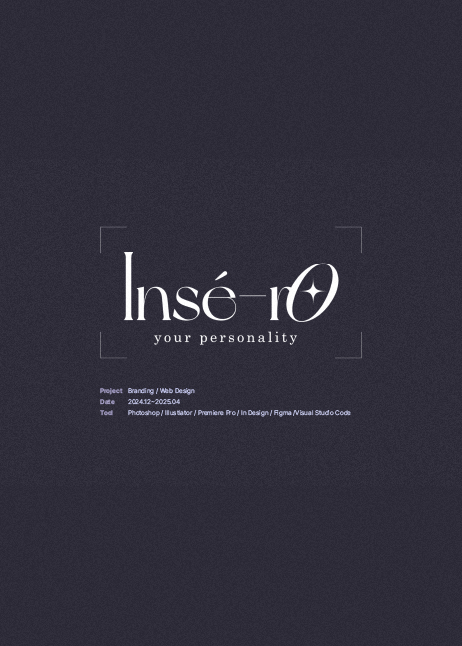 Insé-rO
your personality
Project Branding / Web Design
Date 2024.12~2025.04
Tool Photoshop / Illustlator / Premiere Pro / In Design / Figma /Visual Studio Code